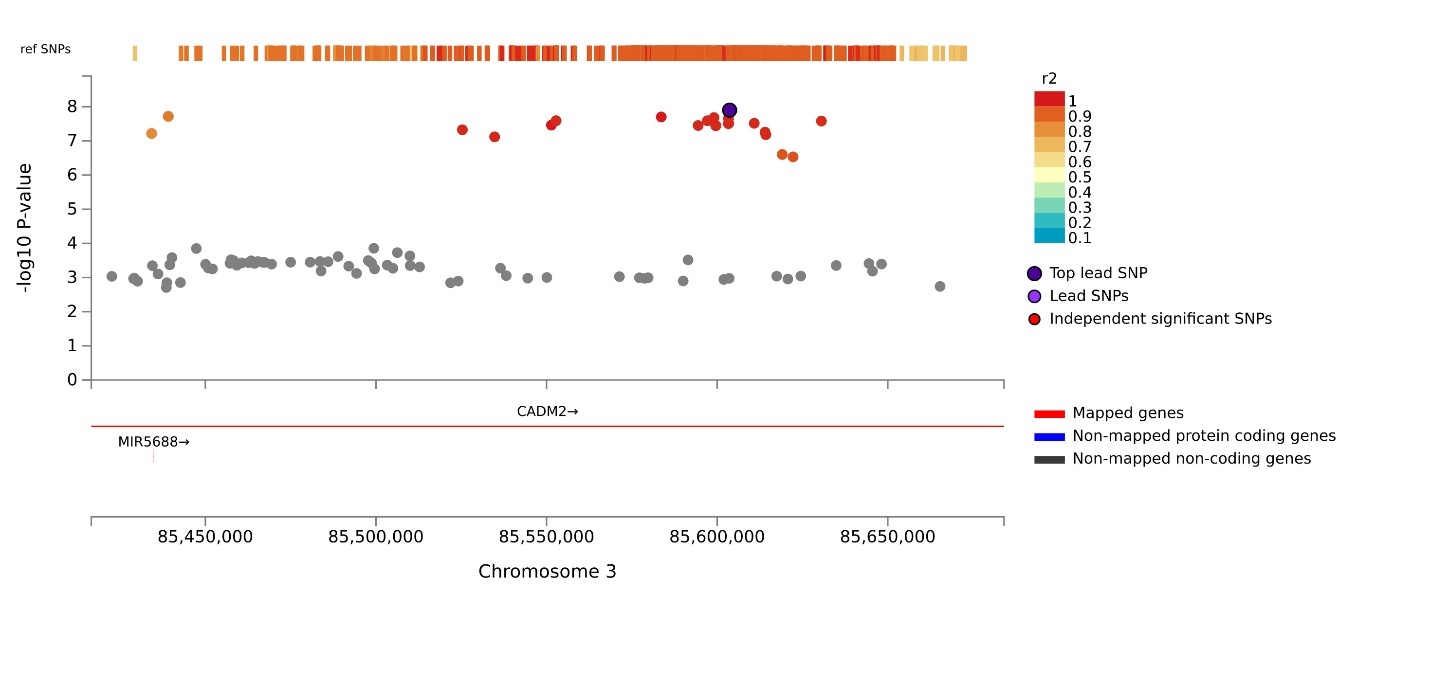 ref SNPs
-log10 P-value
8
7
6
5
4
3
2
1
0
r2
1
0.9
0.8
0.7
0.6
0.5
0.4
0.3
0.2
0.1
Top lead SNP
Lead SNPs
Independent significant SNPs
CADM2→
MIR5688→
Mapped genes
Non-mapped protein coding genes
Non-mapped non-coding genes
85,450,000 85,500,000 85,550,000 85,600,000 85,650,000
Chromosome 3